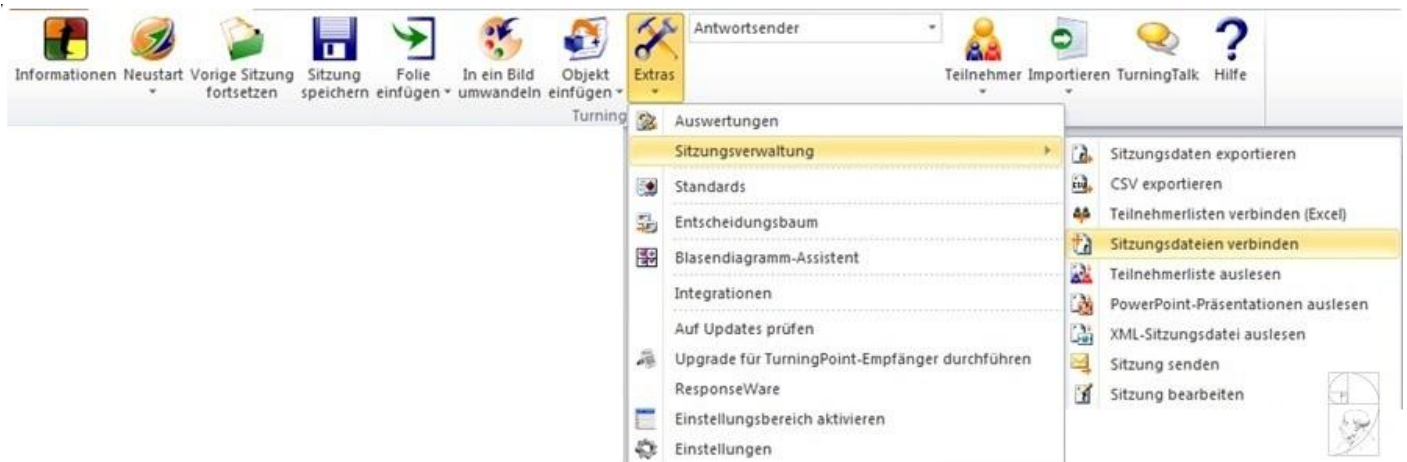 Antwortsender
Informationen Neustart Vorige Sitzung fortsetzen Sitzung speichern Folie einfügen In ein Bild umwandeln Objekt einfügen Extras Teilnehmer Importieren TurningTalk Hilfe
Turning
Auswertungen
Sitzungsverwaltung
Standards
Entscheidungsbaum
Blasendiagramm-Assistent
Integrationen
Auf Updates prüfen
Upgrade für TurningPoint-Empfänger durchführen
ResponseWare
Einstellungsbereich aktivieren
Einstellungen
Sitzungsdaten exportieren
CSV exportieren
Teilnehmerlisten verbinden (Excel)
Sitzungsdateien verbinden
Teilnehmerliste auslesen
PowerPoint-Präsentationen auslesen
XML-Sitzungsdatei auslesen
Sitzung senden
Sitzung bearbeiten